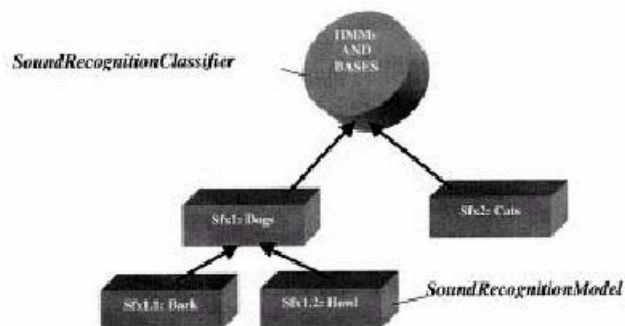 HMMs
AND
BASES
SoundRecognitionClassifier
Sfx1: Dogs
Sfx2: Cats
Sfx1.1: Bark
Sfx1.2: Howl
SoundRecognitionModel